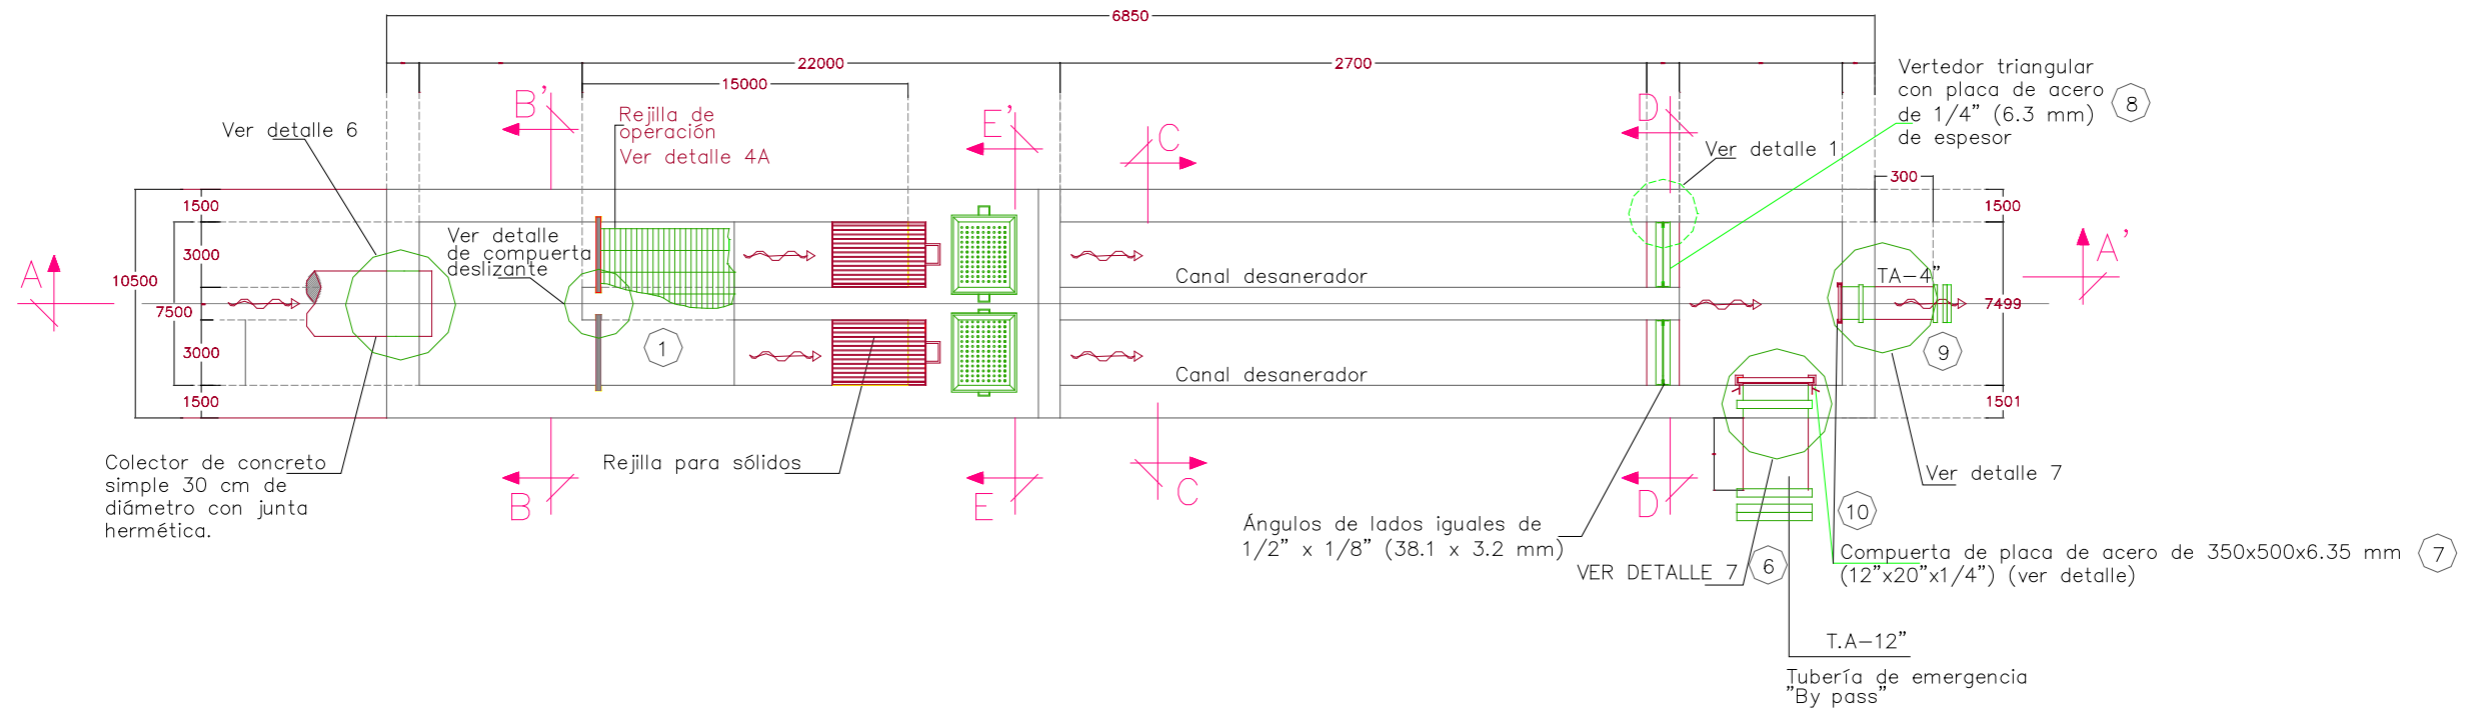 6850
22000
2700
15000
Vertedor triangular
con placa de acero
de 1/4" (6.3 mm)
de espesor
8
B'
E'
C
D
Rejilla de
operación
Ver detalle 4A
Ver detalle 6
Ver detalle 1
300
1500
1500
Ver detalle
de compuerta
deslizante
3000
A
10500
7500
Canal desanerador
TA-4"
A'
7499
3000
1
9
Canal desanerador
1500
1501
Colector de concreto
simple 30 cm de
diámetro con junta
hermética.
Rejilla para sólidos
B
E
C
D
Ver detalle 7
10
Ángulos de lados iguales de
1/2" x 1/8" (38.1 x 3.2 mm)
VER DETALLE 7
6
Compuerta de placa de acero de 350x500x6.35 mm
(12"x20"x1/4") (ver detalle)
7
T.A-12"
Tubería de emergencia
"By pass"